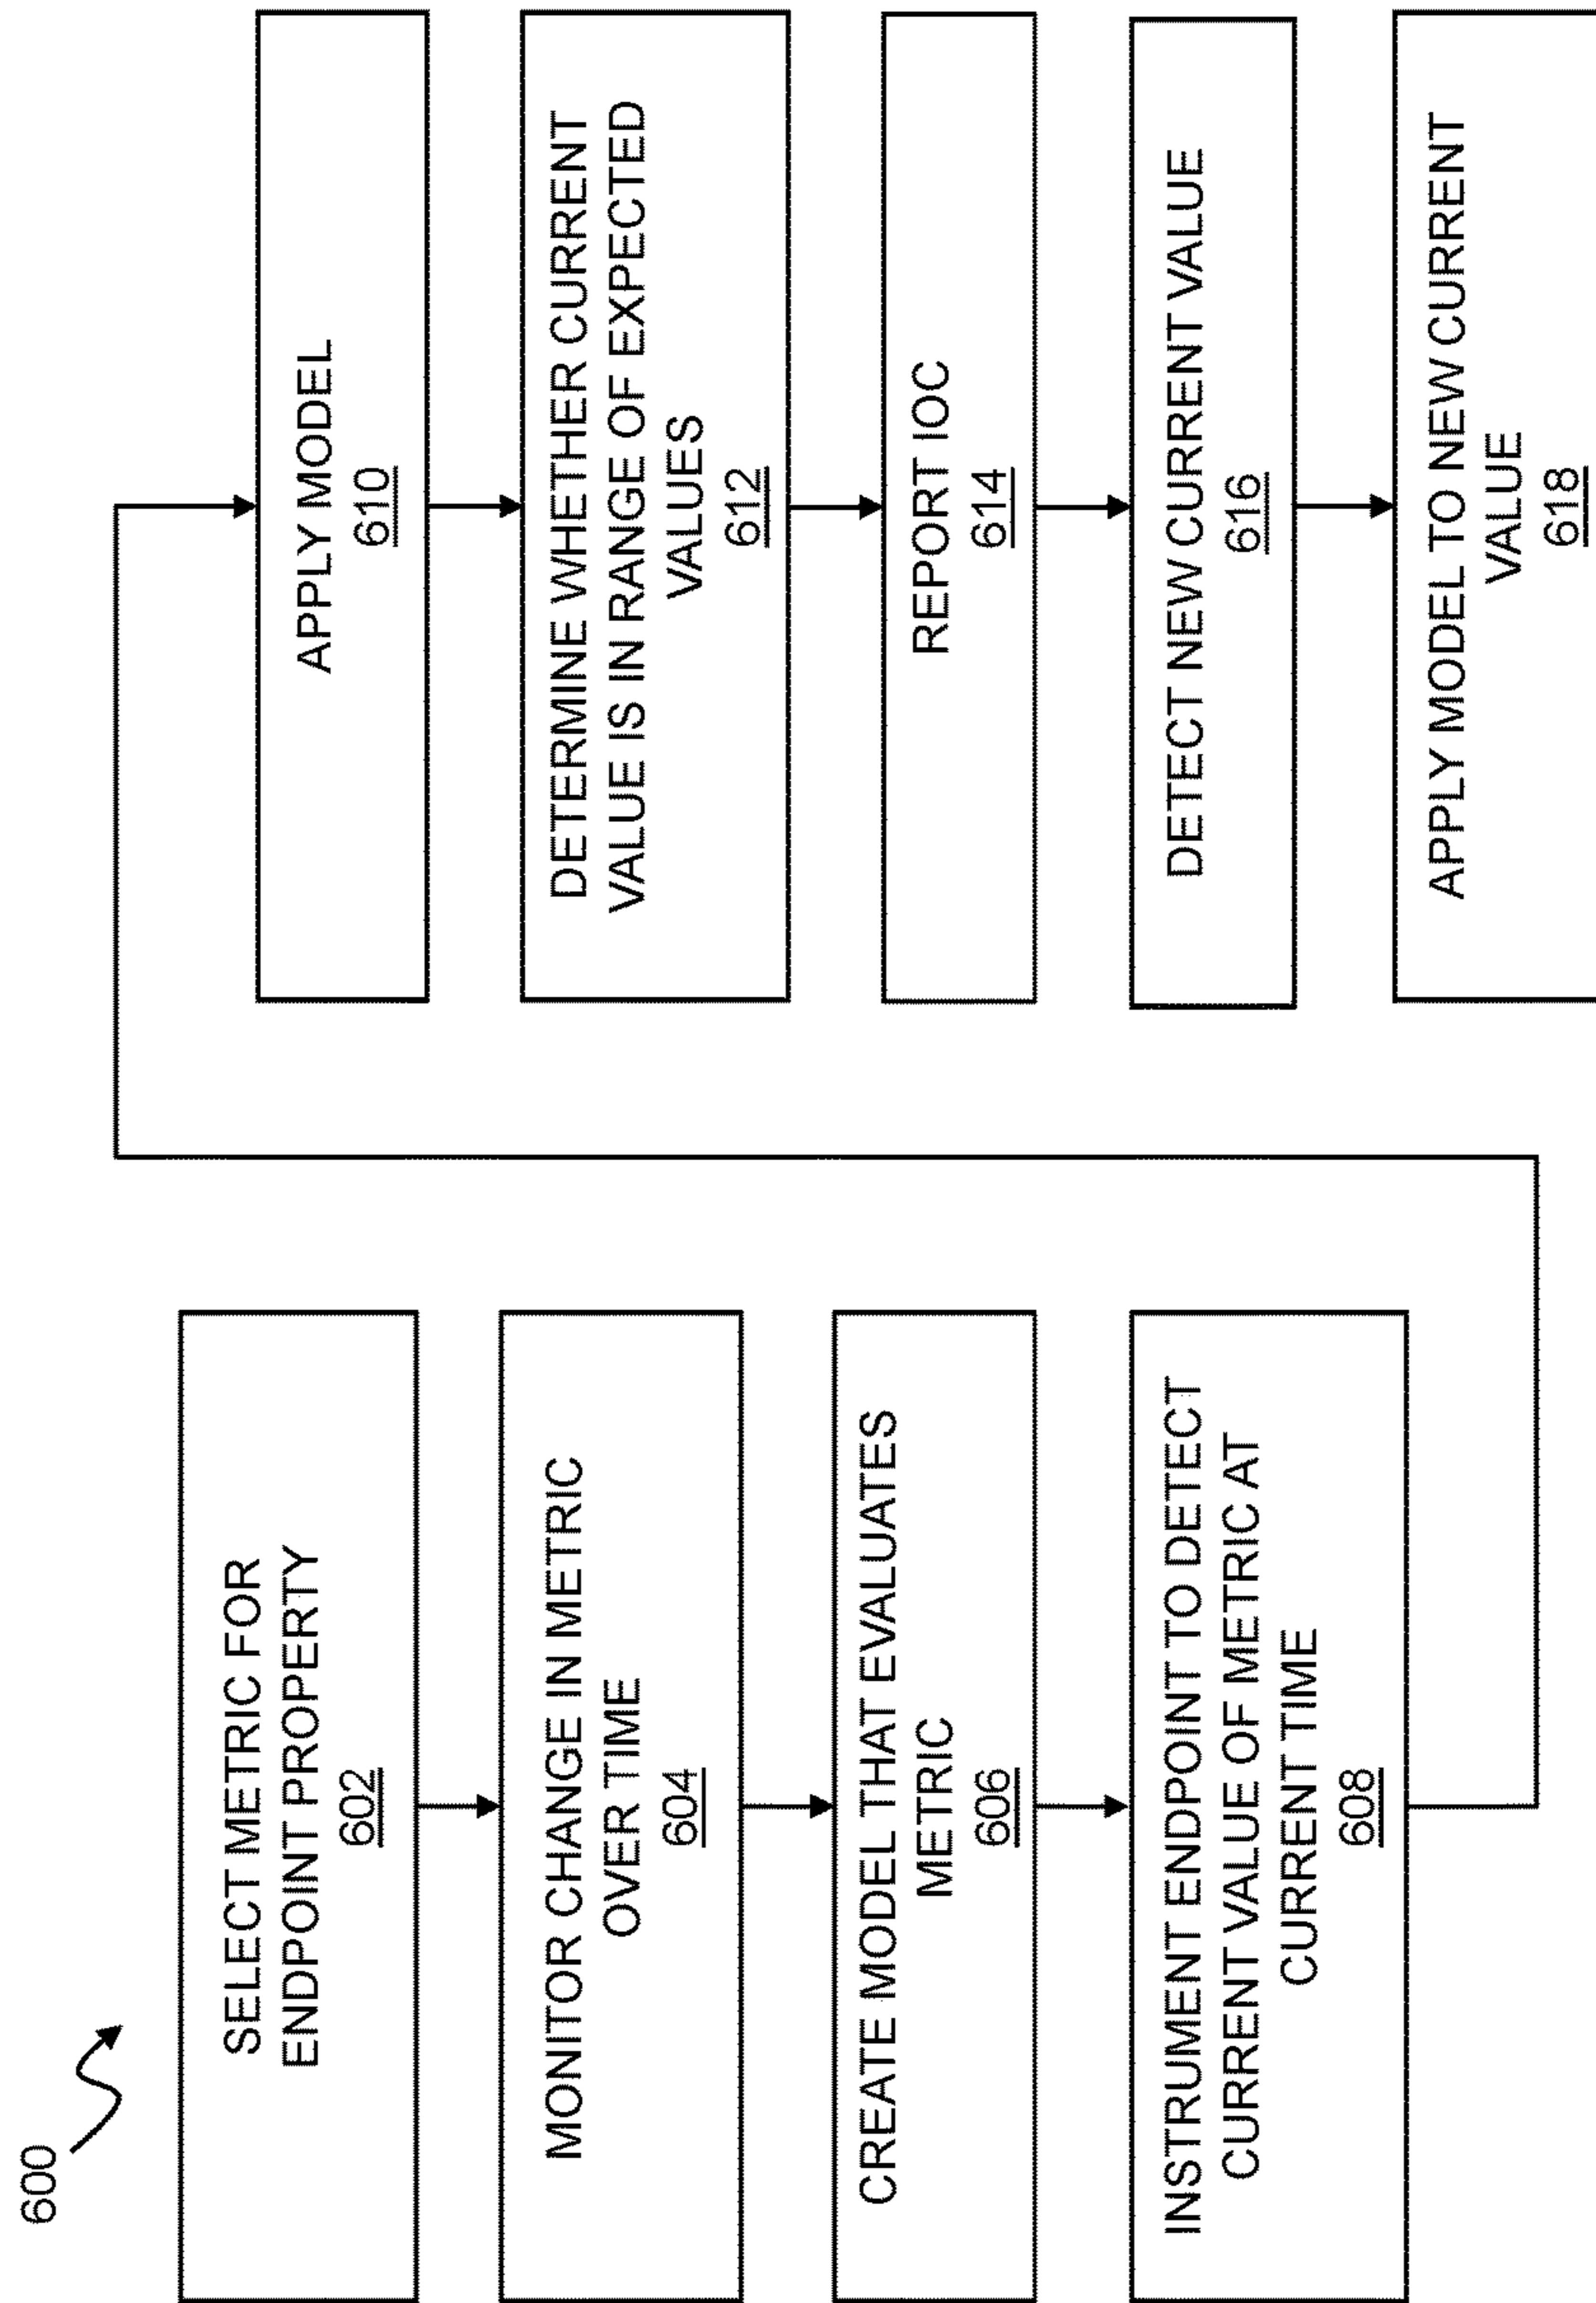 600
SELECT METRIC FOR
ENDPOINT PROPERTY
602
MONITOR CHANGE IN METRIC
OVER TIME
604
CREATE MODEL THAT EVALUATES
METRIC
606
INSTRUMENT ENDPOINT TO DETECT
CURRENT VALUE OF METRIC AT
CURRENT TIME
608
APPLY MODEL
610
DETERMINE WHETHER CURRENT
VALUE IS IN RANGE OF EXPECTED
VALUES
612
REPORT IOC
614
DETECT NEW CURRENT VALUE
616
APPLY MODEL TO NEW CURRENT
VALUE
618